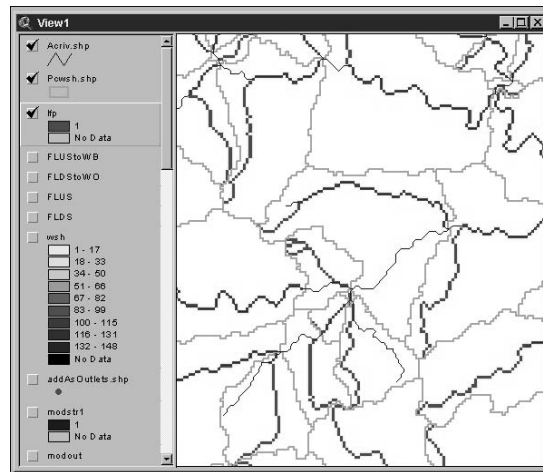 View1
Acriv.shp
Pcwsh.shp
lfp
1
No Data
FLUStoWB
FLDStoWO
FLUS
FLDS
wsh
1 - 17
18 - 33
34 - 50
51 - 66
67 - 82
83 - 99
100 - 115
116 - 131
132 - 148
No Data
addAsOutlets.shp
modstr1
1
No Data
modout